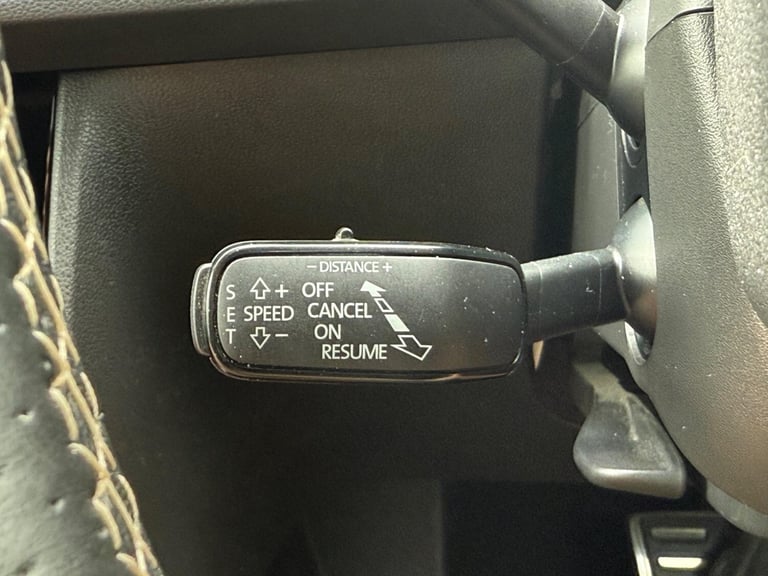 − DISTANCE +
S + OFF
E SPEED CANCEL
T − ON
RESUME